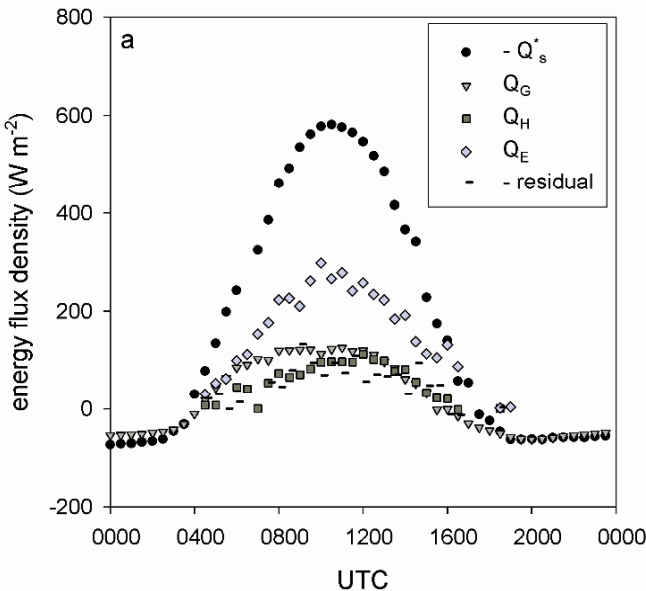 a
- Q*s
QG
QH
QE
- residual
energy flux density (W m-2)
800
600
400
200
0
-200
0000 0400 0800 1200 1600 2000 0000
UTC